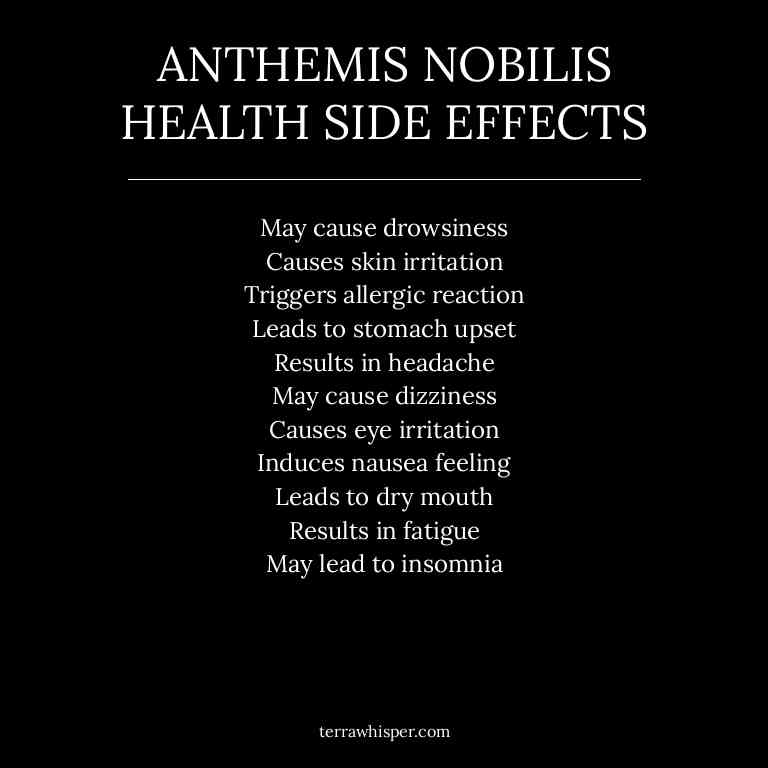 ANTHEMIS NOBILIS
HEALTH SIDE EFFECTS
May cause drowsiness
Causes skin irritation
Triggers allergic reaction
Leads to stomach upset
Results in headache
May cause dizziness
Causes eye irritation
Induces nausea feeling
Leads to dry mouth
Results in fatigue
May lead to insomnia
terrawhisper.com